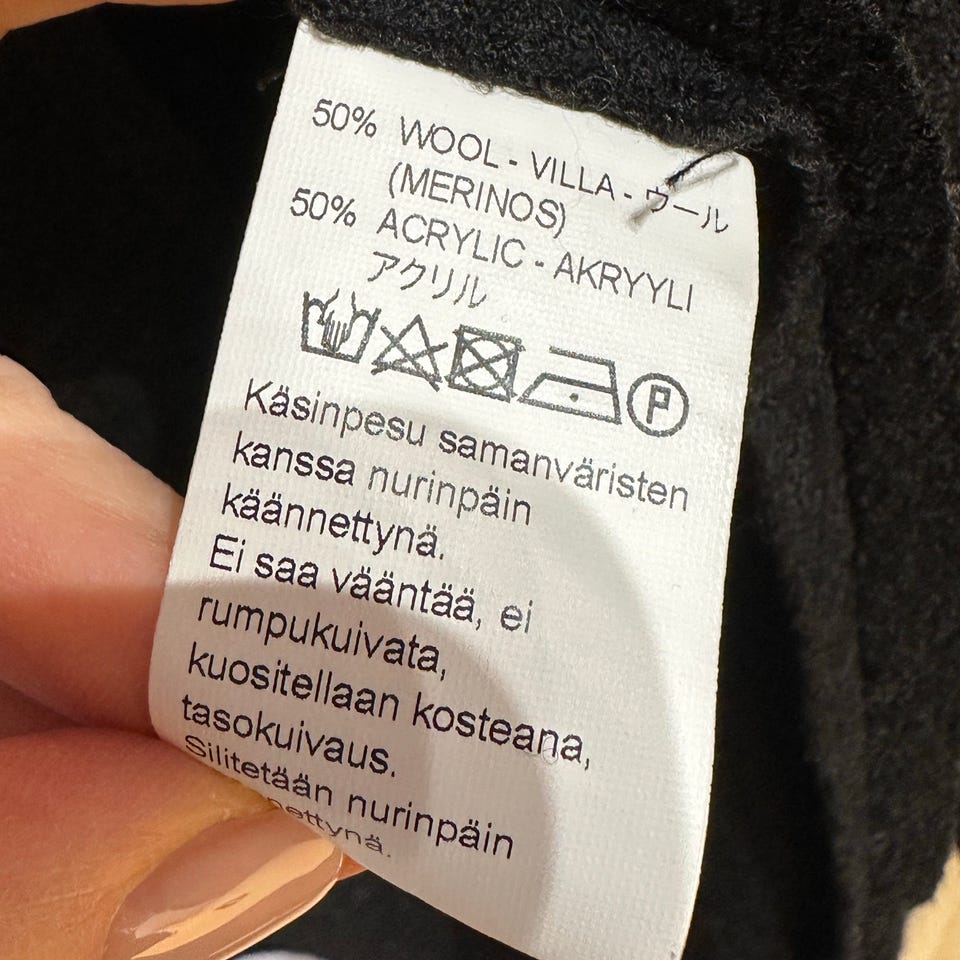 50% WOOL - VILLA - ウール
(MERINOS)
50% ACRYLIC - AKRYYLI
アクリル
P
Käsinpesu samanväristen
kanssa nurinpäin
käännettynä.
Ei saa vääntää, ei
rumpukuivata,
kuositellaan kosteana,
tasokuivaus.
Silitetään nurinpäin